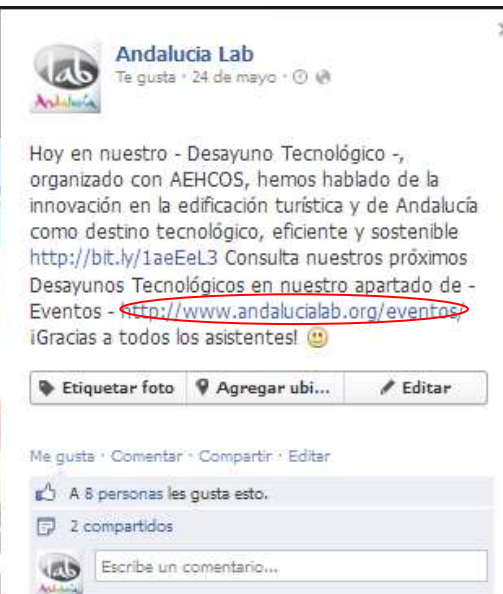 lab
Andalucía
Andalucia Lab
Te gusta · 24 de mayo ·
Hoy en nuestro - Desayuno Tecnológico -,
organizado con AEHCOS, hemos hablado de la
innovación en la edificación turística y de Andalucía
como destino tecnológico, eficiente y sostenible
http://bit.ly/1aeEeL3 Consulta nuestros próximos
Desayunos Tecnológicos en nuestro apartado de -
Eventos - http://www.andalucialab.org/eventos/
¡Gracias a todos los asistentes!
Etiquetar foto Agregar ubi... Editar
Me gusta · Comentar · Compartir · Editar
A 8 personas les gusta esto.
2 compartidos
lab
Andalucía
Escribe un comentario...